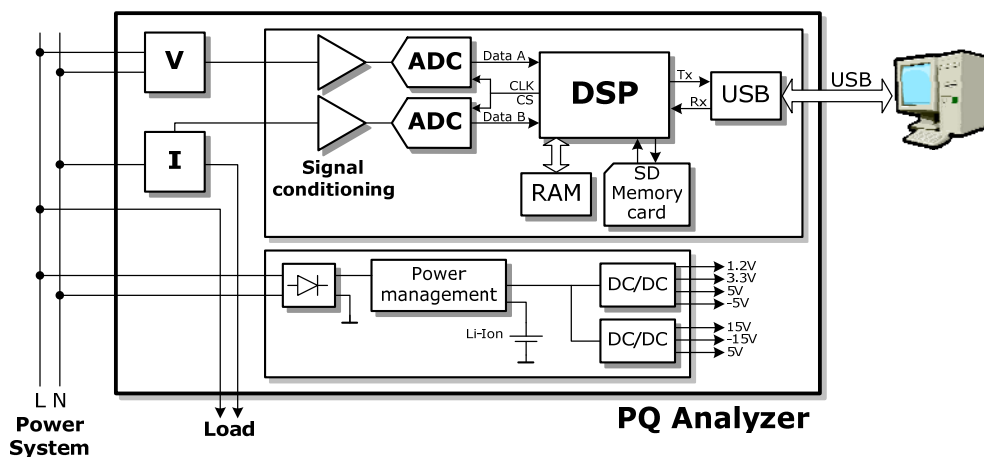 V
I
Signal
conditioning
ADC
ADC
Data A
CLK
CS
Data B
DSP
Tx
Rx
USB
USB
RAM
SD
Memory
card
Power
management
Li-Ion
DC/DC
1.2V
3.3V
5V
-5V
DC/DC
15V
-15V
5V
L N
Power
System
Load
PQ Analyzer